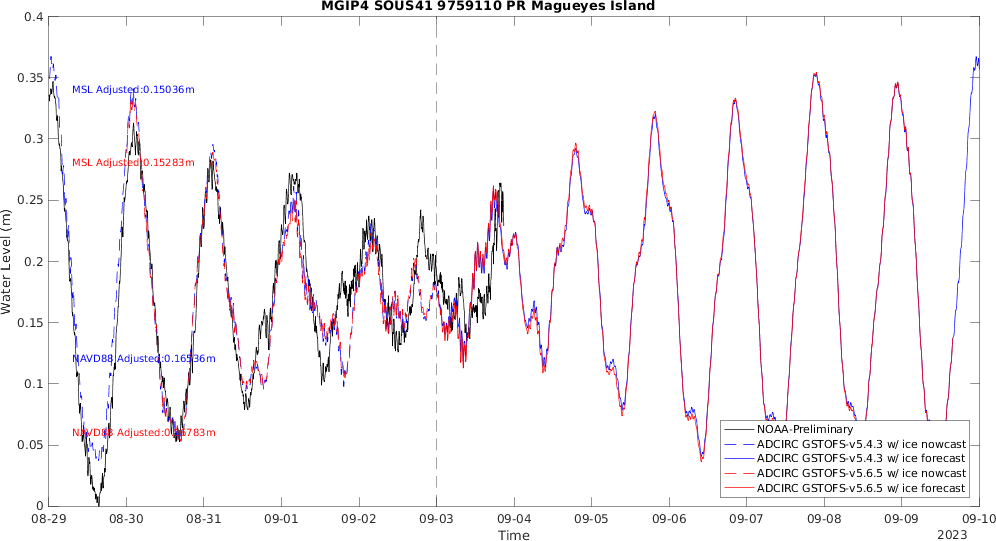 MGIP4 SOUS41 9759110 PR Magueyes Island
0.4
0.35
0.3
0.25
0.2
0.15
0.1
0.05
0
Water Level (m)
MSL Adjusted:0.15036m
MSL Adjusted:0.15283m
NAVD88 Adjusted:0.16536m
NAVD88 Adjusted:0.16783m
NOAA-Preliminary
ADCIRC GSTOFS-v5.4.3 w/ ice nowcast
ADCIRC GSTOFS-v5.4.3 w/ ice forecast
ADCIRC GSTOFS-v5.6.5 w/ ice nowcast
ADCIRC GSTOFS-v5.6.5 w/ ice forecast
08-29 08-30 08-31 09-01 09-02 09-03 09-04 09-05 09-06 09-07 09-08 09-09 09-10
Time
2023